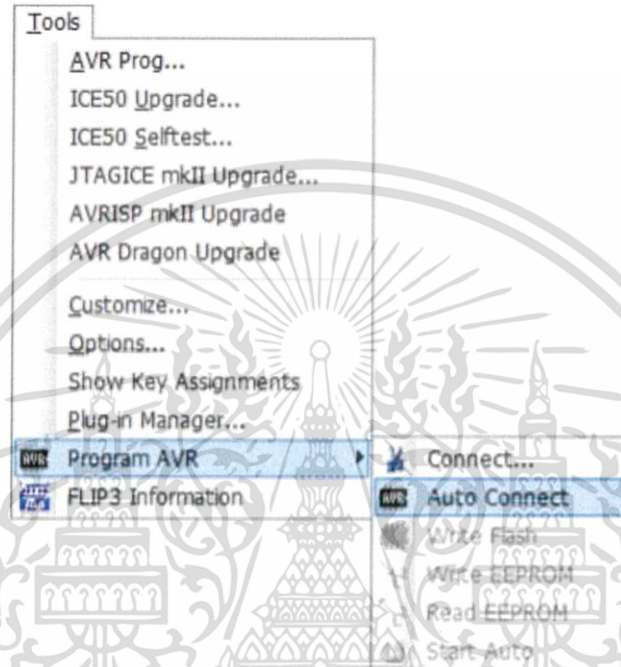 Tools
AVR Prog...
ICE50 Upgrade...
ICE50 Selftest...
JTAGICE mkII Upgrade...
AVRISP mkII Upgrade
AVR Dragon Upgrade
Customize...
Options...
Show Key Assignments
Plug-in Manager...
AVR Program AVR
FLIP3 Information
Connect...
AVR Auto Connect
Write Flash
Write EEPROM
Read EEPROM
Start Auto